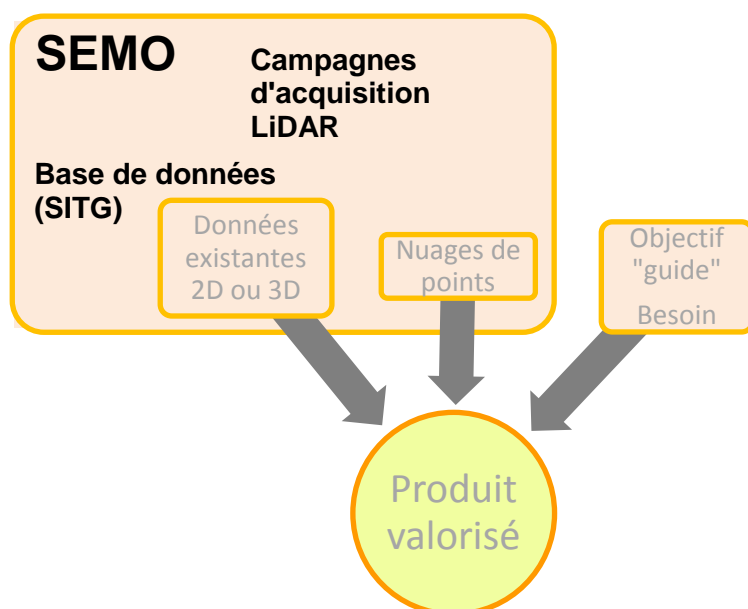 SEMO
Campagnes
d'acquisition
LiDAR
Base de données
(SITG)
Données
existantes
2D ou 3D
Nuages de
points
Objectif
"guide"
Besoin
Produit
valorisé